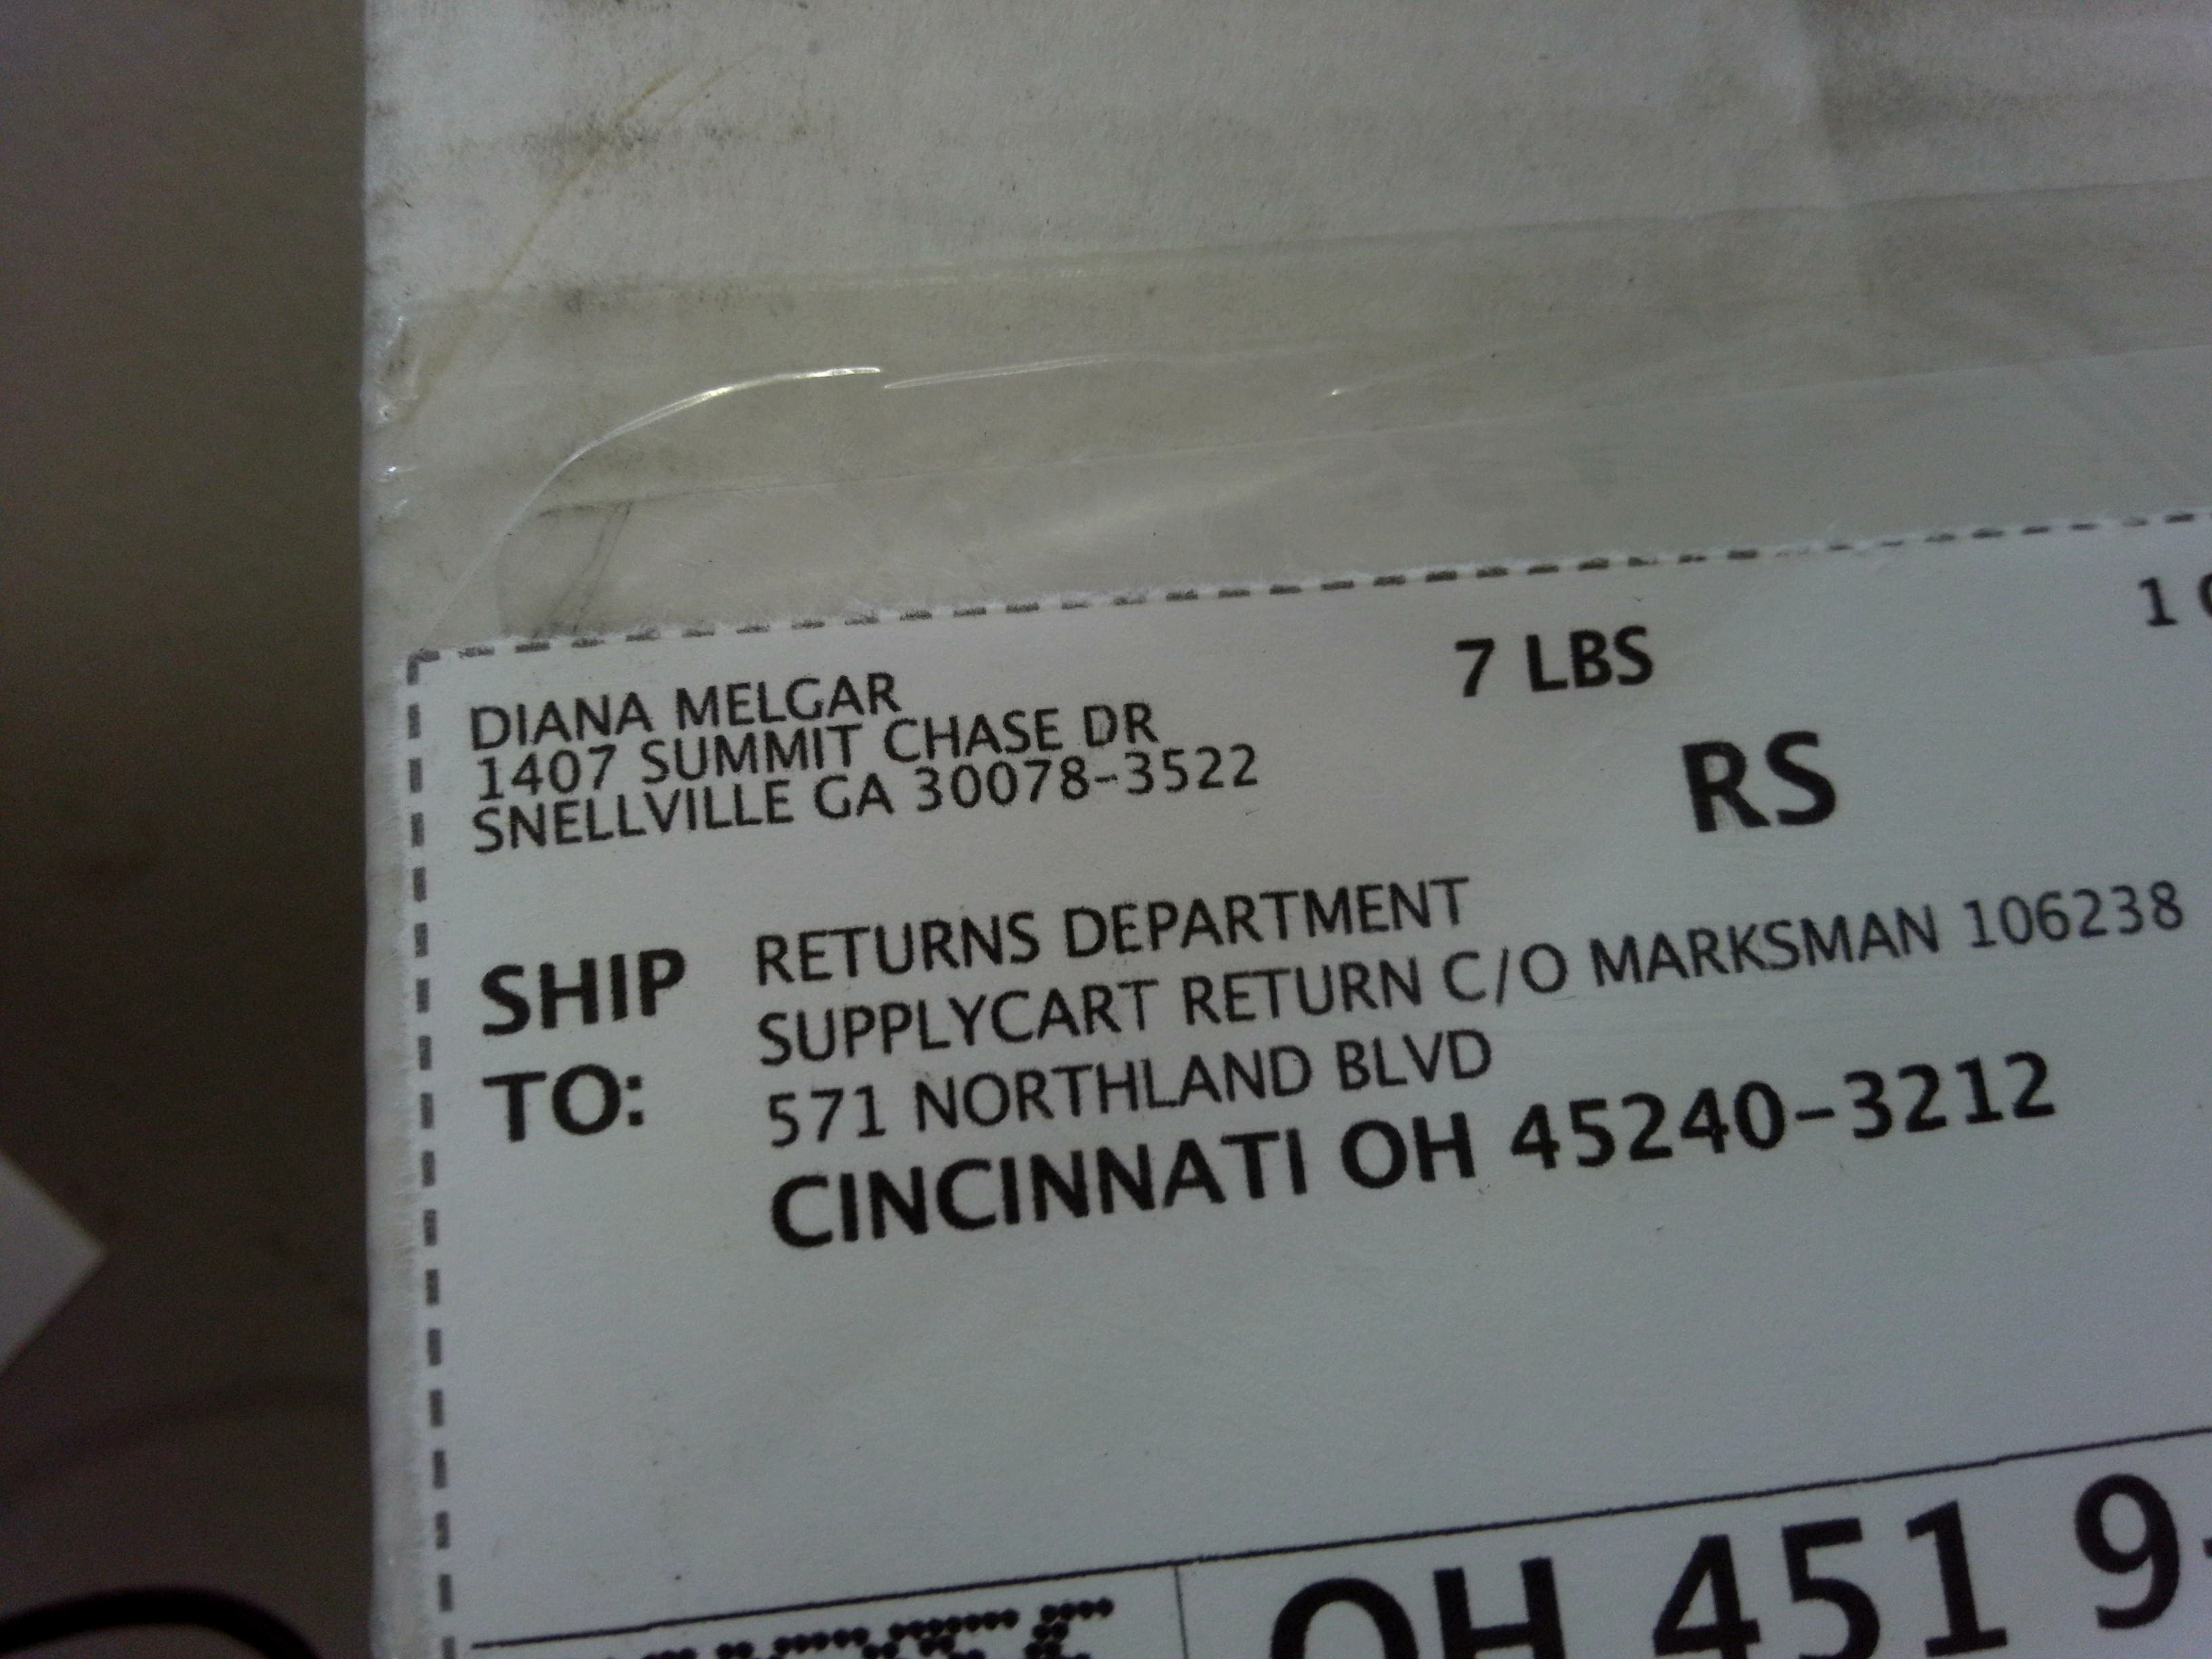 DIANA MELGAR
1407 SUMMIT CHASE DR
SNELLVILLE GA 30078-3522
7 LBS
1
RS
SHIP TO:
RETURNS DEPARTMENT
SUPPLYCART RETURN C/O MARKSMAN 106238
571 NORTHLAND BLVD
CINCINNATI OH 45240-3212
OH 451 9-